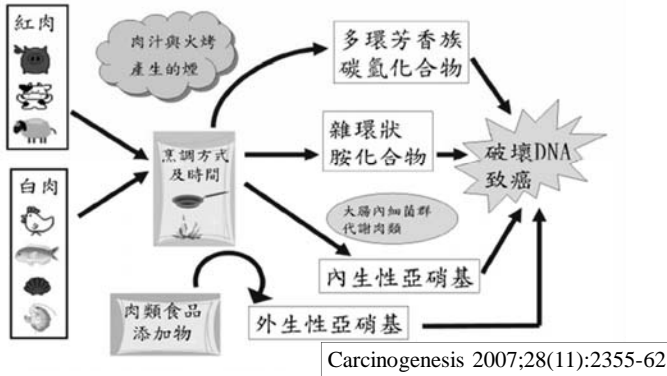 紅肉
肉汁與火烤
產生的煙
多環芳香族
碳氫化合物
烹調方式
及時間
雜環狀
胺化合物
破壞DNA
致癌
白肉
大腸內細菌群
代謝肉類
內生性亞硝基
肉類食品
添加物
外生性亞硝基
Carcinogenesis 2007;28(11):2355-62